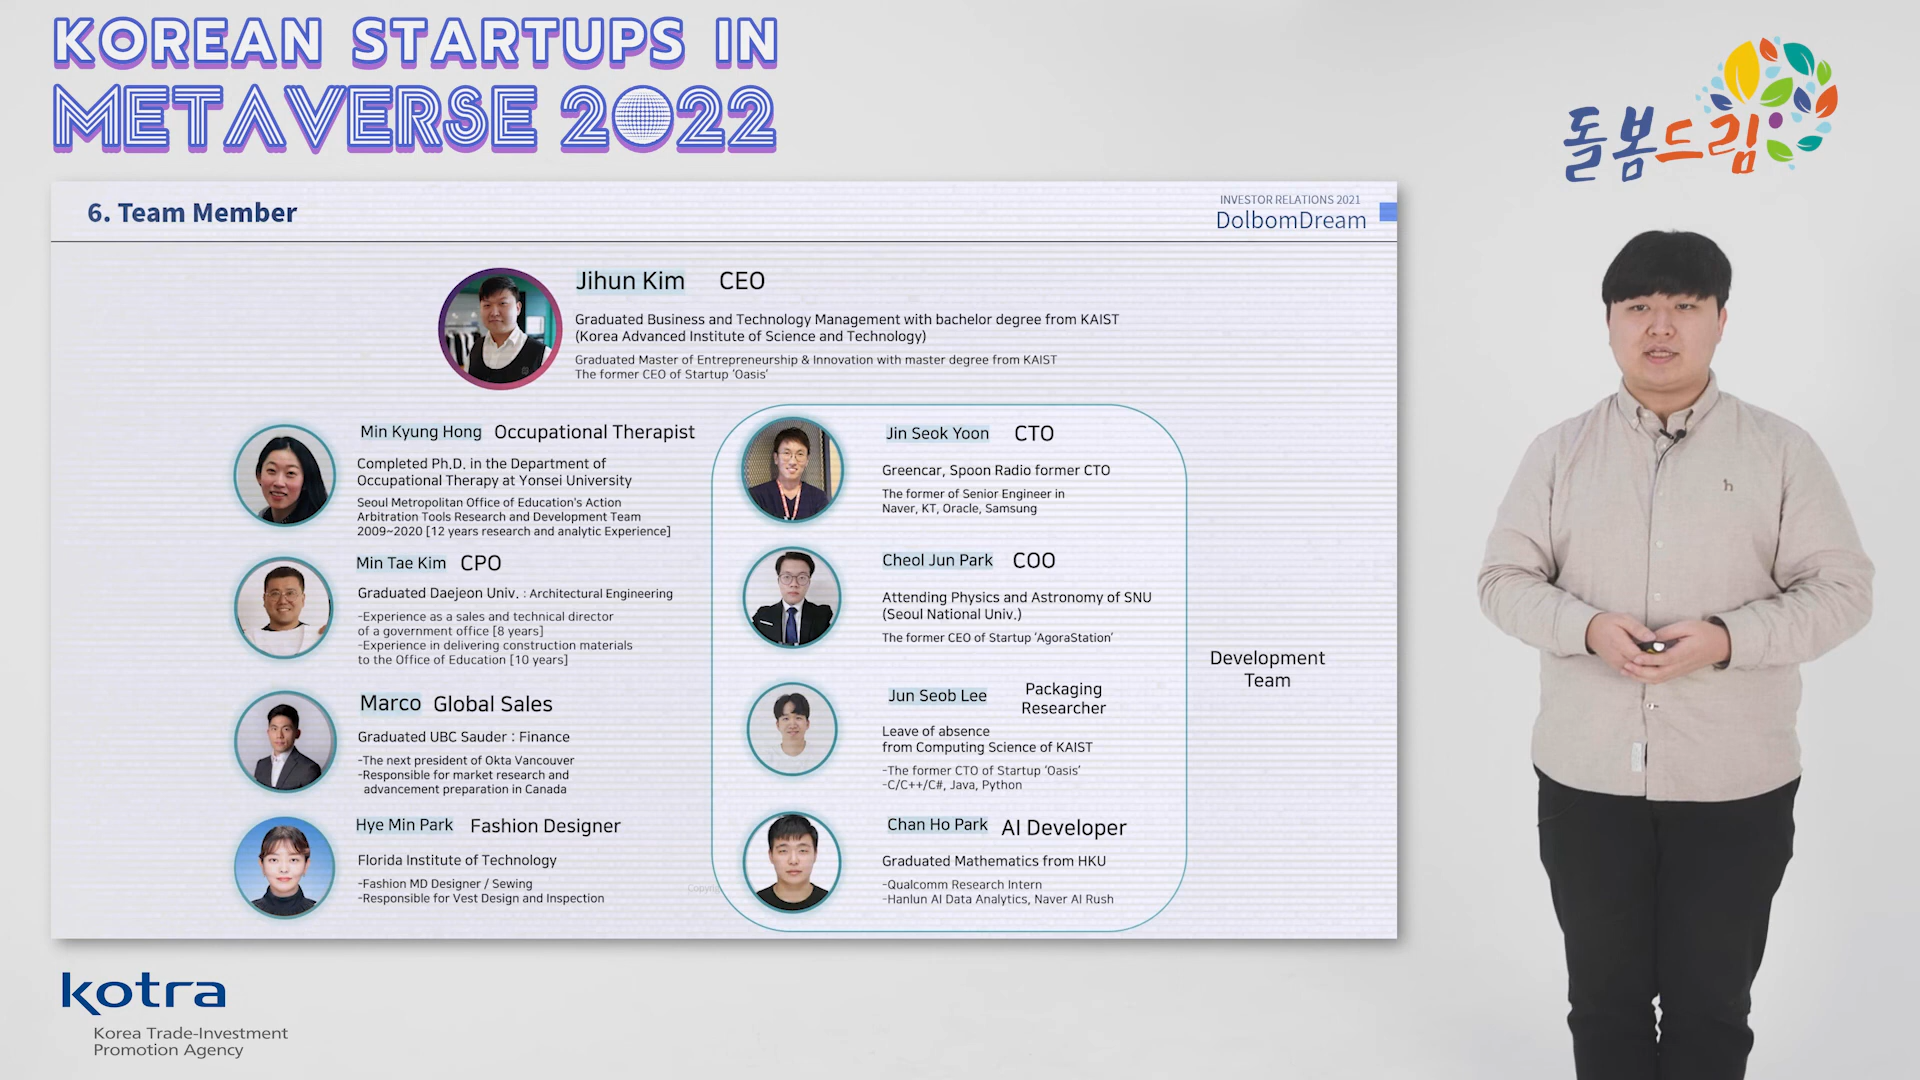 KOREAN STARTUPS IN
METAVERSE 2022
돌봄드림
6. Team Member
INVESTOR RELATIONS 2021
DolbomDream
Jihun Kim CEO
Graduated Business and Technology Management with bachelor degree from KAIST
(Korea Advanced Institute of Science and Technology)
Graduated Master of Entrepreneurship & Innovation with master degree from KAIST
The former CEO of Startup ‘Oasis’
Min Kyung Hong Occupational Therapist
Completed Ph.D. in the Department of
Occupational Therapy at Yonsei University
Seoul Metropolitan Office of Education's Action
Arbitration Tools Research and Development Team
2009~2020 [12 years research and analytic Experience]
Min Tae Kim CPO
Graduated Daejeon Univ. : Architectural Engineering
-Experience as a sales and technical director
of a government office [8 years]
-Experience in delivering construction materials
to the Office of Education [10 years]
Marco Global Sales
Graduated UBC Sauder : Finance
-The next president of Okta Vancouver
-Responsible for market research and
advancement preparation in Canada
Hye Min Park Fashion Designer
Florida Institute of Technology
-Fashion MD Designer / Sewing
-Responsible for Vest Design and Inspection
Jin Seok Yoon CTO
Greencar, Spoon Radio former CTO
The former of Senior Engineer in
Naver, KT, Oracle, Samsung
Cheol Jun Park COO
Attending Physics and Astronomy of SNU
(Seoul National Univ.)
The former CEO of Startup ‘AgoraStation’
Jun Seob Lee Packaging
Researcher
Leave of absence
from Computing Science of KAIST
-The former CTO of Startup ‘Oasis’
-C/C++/C#, Java, Python
Chan Ho Park AI Developer
Graduated Mathematics from HKU
-Qualcomm Research Intern
-Hanlun AI Data Analytics, Naver AI Rush
Development
Team
kotra
Korea Trade-Investment
Promotion Agency